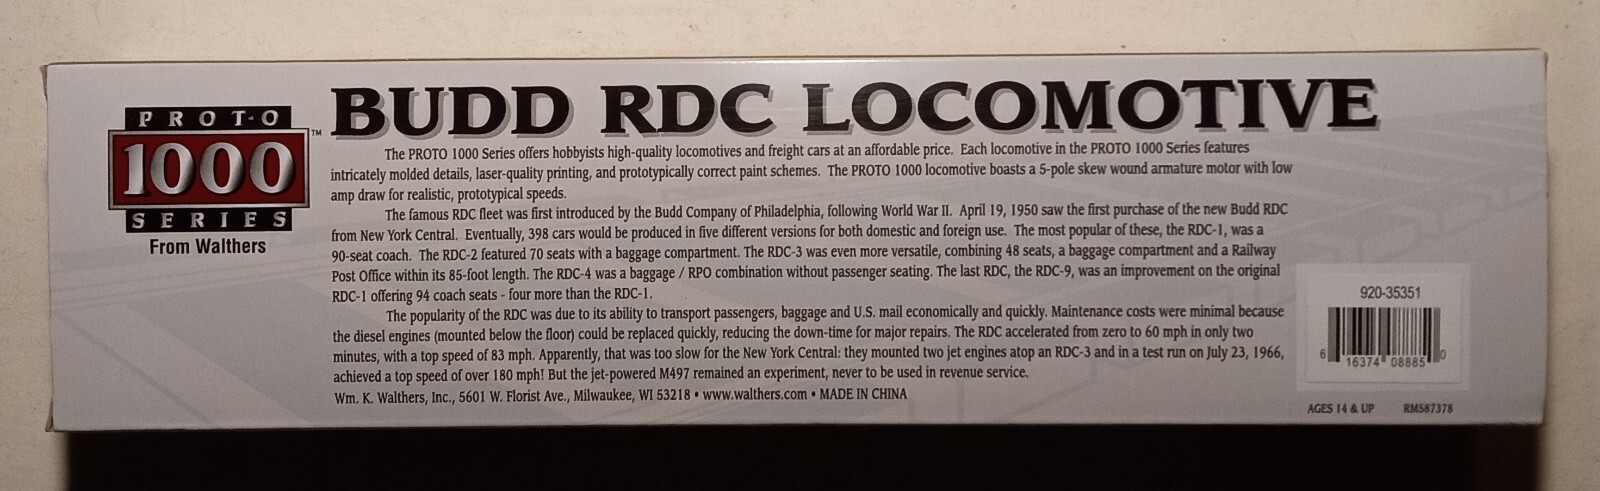 PROTO
1000
SERIES
™
From Walthers
BUDD RDC LOCOMOTIVE
The PROTO 1000 Series offers hobbyists high-quality locomotives and freight cars at an affordable price. Each locomotive in the PROTO 1000 Series features
intricately molded details, laser-quality printing, and prototypically correct paint schemes. The PROTO 1000 locomotive boasts a 5-pole skew wound armature motor with low
amp draw for realistic, prototypical speeds.
The famous RDC fleet was first introduced by the Budd Company of Philadelphia, following World War II. April 19, 1950 saw the first purchase of the new Budd RDC
from New York Central. Eventually, 398 cars would be produced in five different versions for both domestic and foreign use. The most popular of these, the RDC-1, was a
90-seat coach. The RDC-2 featured 70 seats with a baggage compartment. The RDC-3 was even more versatile, combining 48 seats, a baggage compartment and a Railway
Post Office within its 85-foot length. The RDC-4 was a baggage / RPO combination without passenger seating. The last RDC, the RDC-9, was an improvement on the original
RDC-1 offering 94 coach seats - four more than the RDC-1.
The popularity of the RDC was due to its ability to transport passengers, baggage and U.S. mail economically and quickly. Maintenance costs were minimal because
the diesel engines (mounted below the floor) could be replaced quickly, reducing the down-time for major repairs. The RDC accelerated from zero to 60 mph in only two
minutes, with a top speed of 83 mph. Apparently, that was too slow for the New York Central: they mounted two jet engines atop an RDC-3 and in a test run on July 23, 1966,
achieved a top speed of over 180 mph! But the jet-powered M497 remained an experiment, never to be used in revenue service.
Wm. K. Walthers, Inc., 5601 W. Florist Ave., Milwaukee, WI 53218 • www.walthers.com • MADE IN CHINA
920-35351
6 16374 08885 0
AGES 14 & UP RM587378